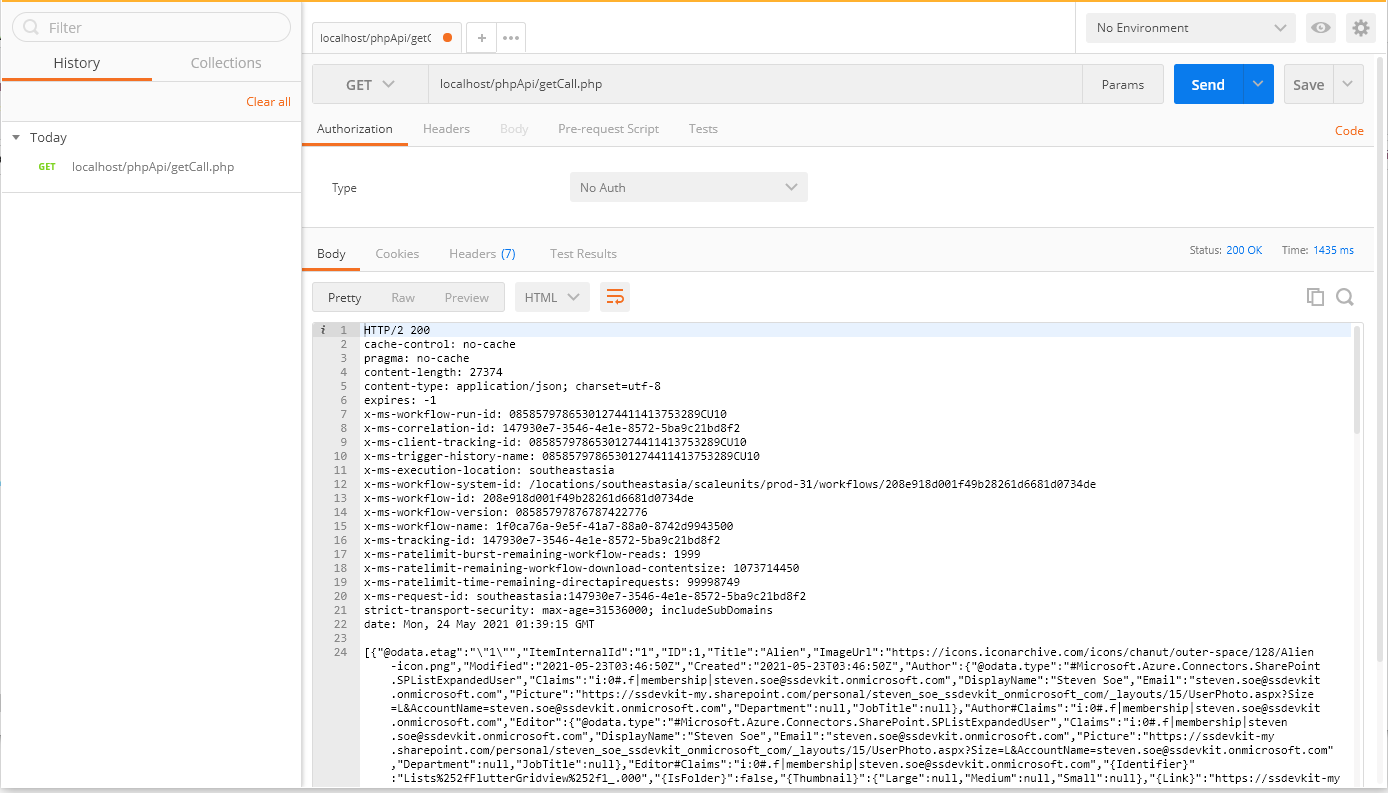 Filter
History Collections
Clear all
Today
GET localhost/phpApi/getCall.php
localhost/phpApi/getC
+ •••
No Environment
GET localhost/phpApi/getCall.php Params Send Save
Authorization Headers Body Pre-request Script Tests Code
Type No Auth
Body Cookies Headers (7) Test Results Status: 200 OK Time: 1435 ms
Pretty Raw Preview HTML
i 1 HTTP/2 200
2 cache-control: no-cache
3 pragma: no-cache
4 content-length: 27374
5 content-type: application/json; charset=utf-8
6 expires: -1
7 x-ms-workflow-run-id: 08585797865301274411413753289CU10
8 x-ms-correlation-id: 147930e7-3546-4e1e-8572-5ba9c21bd8f2
9 x-ms-client-tracking-id: 08585797865301274411413753289CU10
10 x-ms-trigger-history-name: 08585797865301274411413753289CU10
11 x-ms-execution-location: southeastasia
12 x-ms-workflow-system-id: /locations/southeastasia/scaleunits/prod-31/workflows/208e918d001f49b28261d6681d0734de
13 x-ms-workflow-id: 208e918d001f49b28261d6681d0734de
14 x-ms-workflow-version: 08585797876787422776
15 x-ms-workflow-name: 1f0ca76a-9e5f-41a7-88a0-8742d9943500
16 x-ms-tracking-id: 147930e7-3546-4e1e-8572-5ba9c21bd8f2
17 x-ms-ratelimit-burst-remaining-workflow-reads: 1999
18 x-ms-ratelimit-remaining-workflow-download-contentsize: 1073714450
19 x-ms-ratelimit-time-remaining-directapirequests: 99998749
20 x-ms-request-id: southeastasia:147930e7-3546-4e1e-8572-5ba9c21bd8f2
21 strict-transport-security: max-age=31536000; includeSubDomains
22 date: Mon, 24 May 2021 01:39:15 GMT
23
24 [{"@odata.etag":"\"1\"","ItemInternalId":"1","ID":1,"Title":"Alien","ImageUrl":"https://icons.iconarchive.com/icons/chanut/outer-space/128/Alien
-icon.png","Modified":"2021-05-23T03:46:50Z","Created":"2021-05-23T03:46:50Z","Author":{"@odata.type":"#Microsoft.Azure.Connectors.SharePoint
.SPListExpandedUser","Claims":"i:0#.f|membership|steven.soe@ssdevkit.onmicrosoft.com","DisplayName":"Steven Soe","Email":"steven.soe@ssdevkit
.onmicrosoft.com","Picture":"https://ssdevkit-my.sharepoint.com/personal/steven_soe_ssdevkit_onmicrosoft_com/_layouts/15/UserPhoto.aspx?Size
=L&AccountName=steven.soe@ssdevkit.onmicrosoft.com","Department":null,"JobTitle":null},"Author#Claims":"i:0#.f|membership|steven.soe@ssdevkit
.onmicrosoft.com","Editor":{"@odata.type":"#Microsoft.Azure.Connectors.SharePoint.SPListExpandedUser","Claims":"i:0#.f|membership|steven
.soe@ssdevkit.onmicrosoft.com","DisplayName":"Steven Soe","Email":"steven.soe@ssdevkit.onmicrosoft.com","Picture":"https://ssdevkit-my
.sharepoint.com/personal/steven_soe_ssdevkit_onmicrosoft_com/_layouts/15/UserPhoto.aspx?Size=L&AccountName=steven.soe@ssdevkit.onmicrosoft.com"
,"Department":null,"JobTitle":null},"Editor#Claims":"i:0#.f|membership|steven.soe@ssdevkit.onmicrosoft.com","{Identifier}"
:"Lists%252fFlutterGridview%252f1_.000","{IsFolder}":false,"{Thumbnail}":{"Large":null,"Medium":null,"Small":null},"{Link}":"https://ssdevkit-my